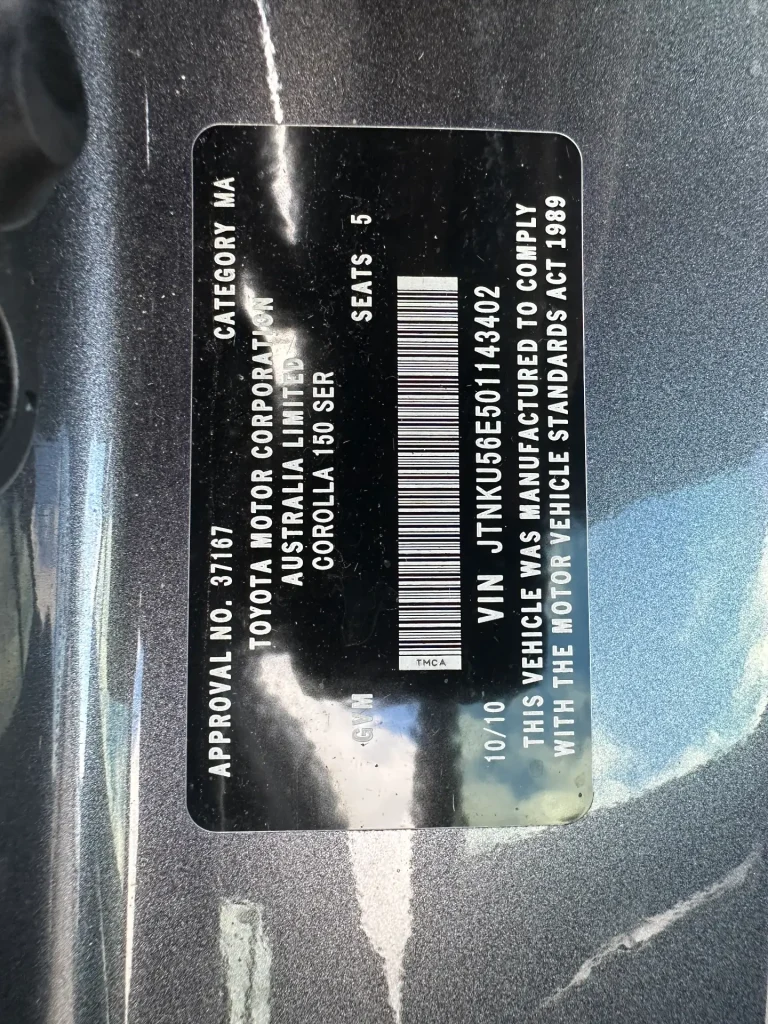 APPROVAL NO. 37167 CATEGORY MA
TOYOTA MOTOR CORPORATION
AUSTRALIA LIMITED
COROLLA 150 SER
GVM SEATS 5
TMCA
10/10 VIN JTNKU56E501143402
THIS VEHICLE WAS MANUFACTURED TO COMPLY
WITH THE MOTOR VEHICLE STANDARDS ACT 1989